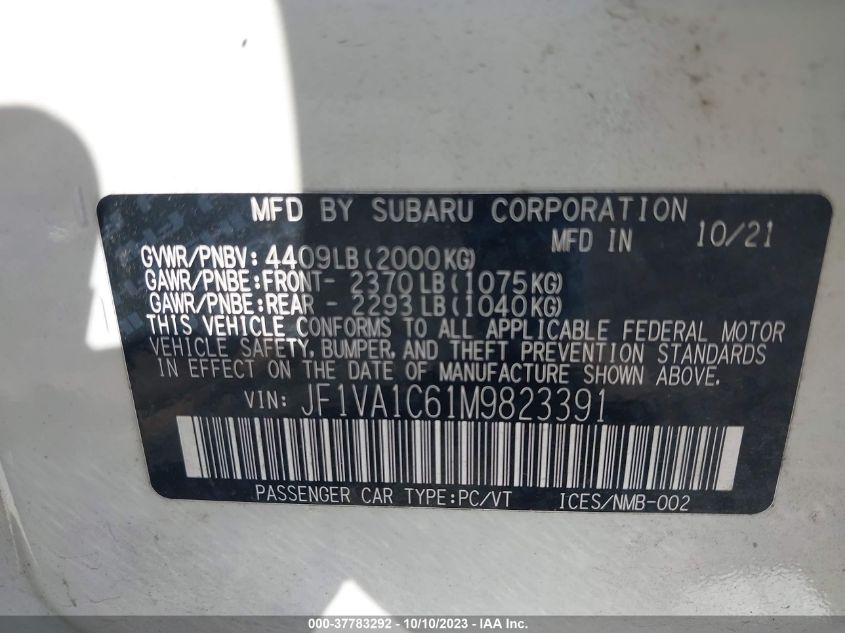 MFD BY SUBARU CORPORATION
MFD IN 10/21
GVWR/PNBV: 4409LB(2000KG)
GAWR/PNBE:FRONT- 2370LB(1075KG)
GAWR/PNBE:REAR - 2293LB(1040KG)
THIS VEHICLE CONFORMS TO ALL APPLICABLE FEDERAL MOTOR
VEHICLE SAFETY, BUMPER, AND THEFT PREVENTION STANDARDS
IN EFFECT ON THE DATE OF MANUFACTURE SHOWN ABOVE.
VIN: JF1VA1C61M9823391
PASSENGER CAR TYPE:PC/VT ICES/NMB-002
000-37783292 - 10/10/2023 - IAA Inc.